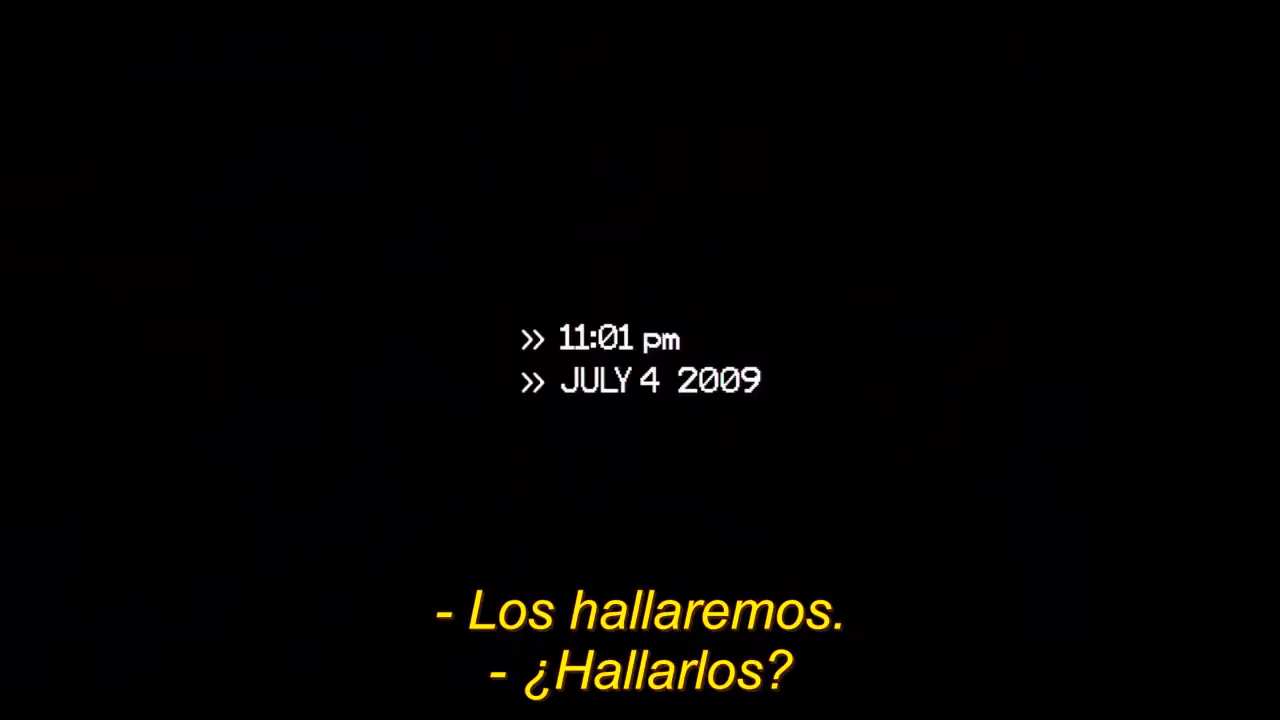 » 11:01 pm
» JULY 4 2009
- Los hallaremos.
- ¿Hallarlos?